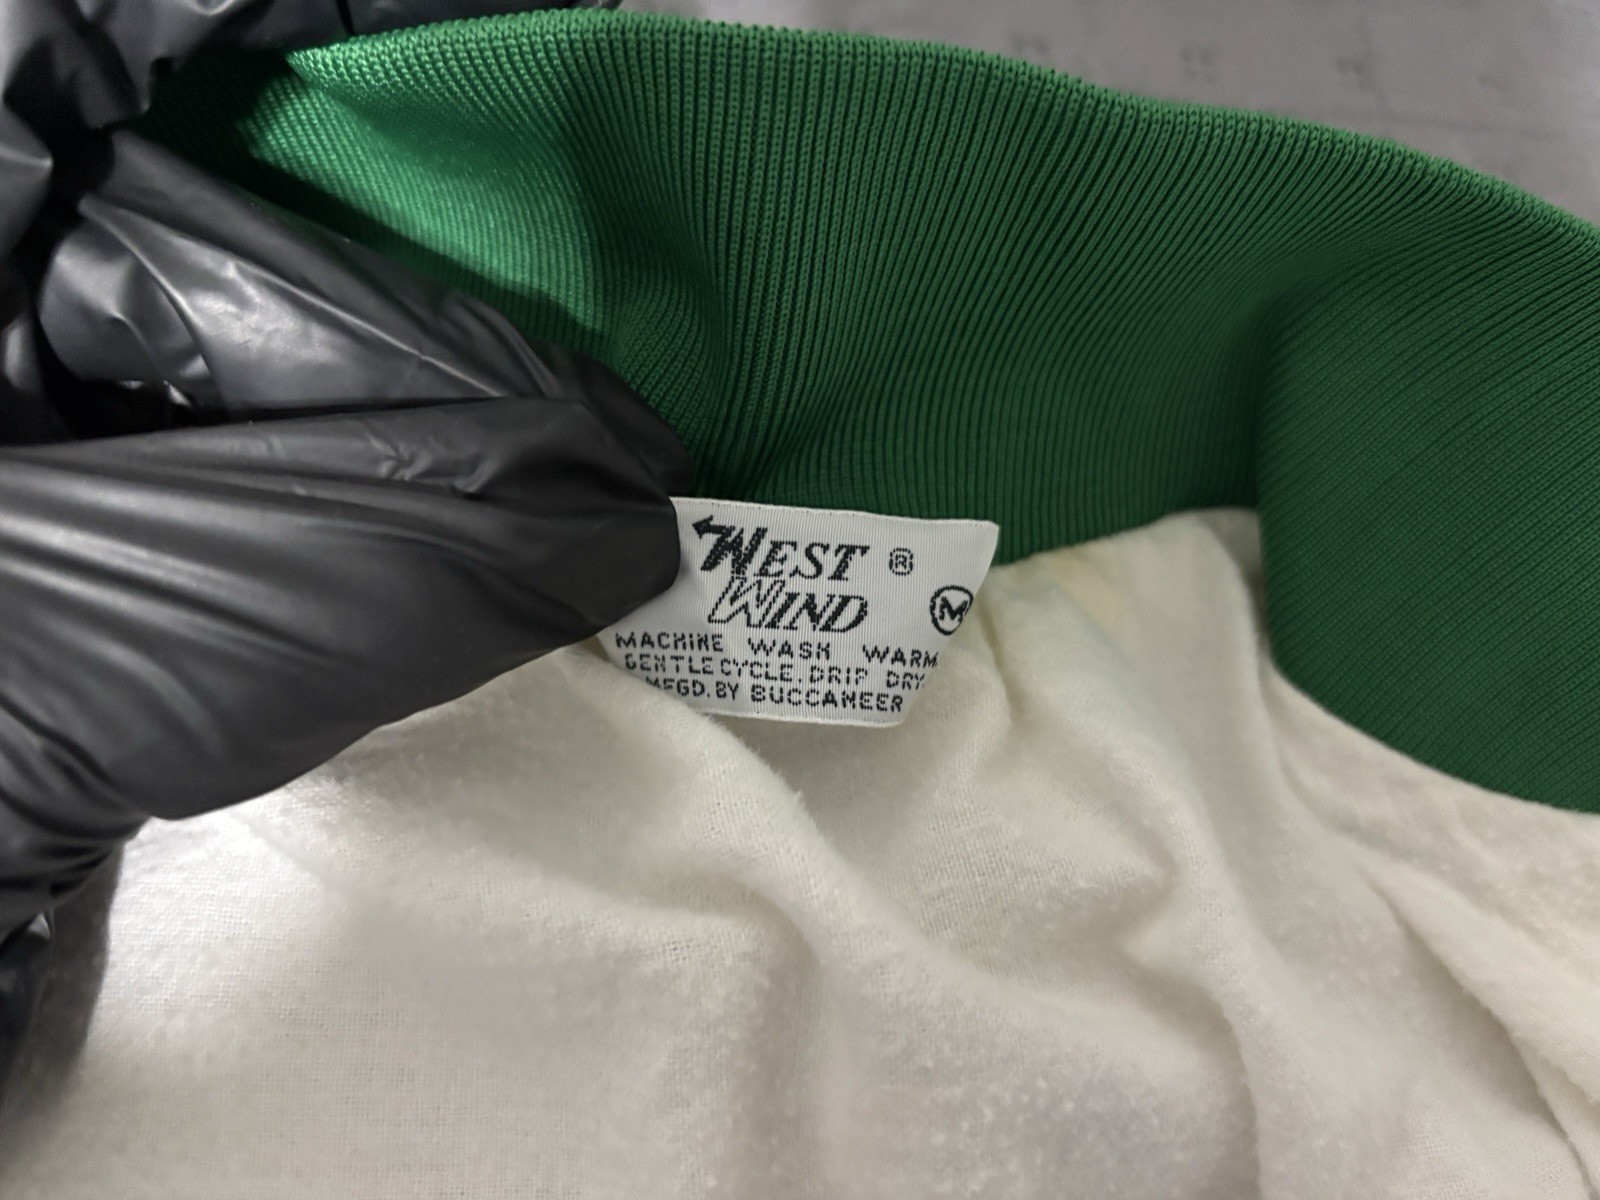 WEST ®
WIND Ⓜ
MACHINE WASH WARM
GENTLE CYCLE. DRIP DRY.
MFGD. BY BUCCANEER